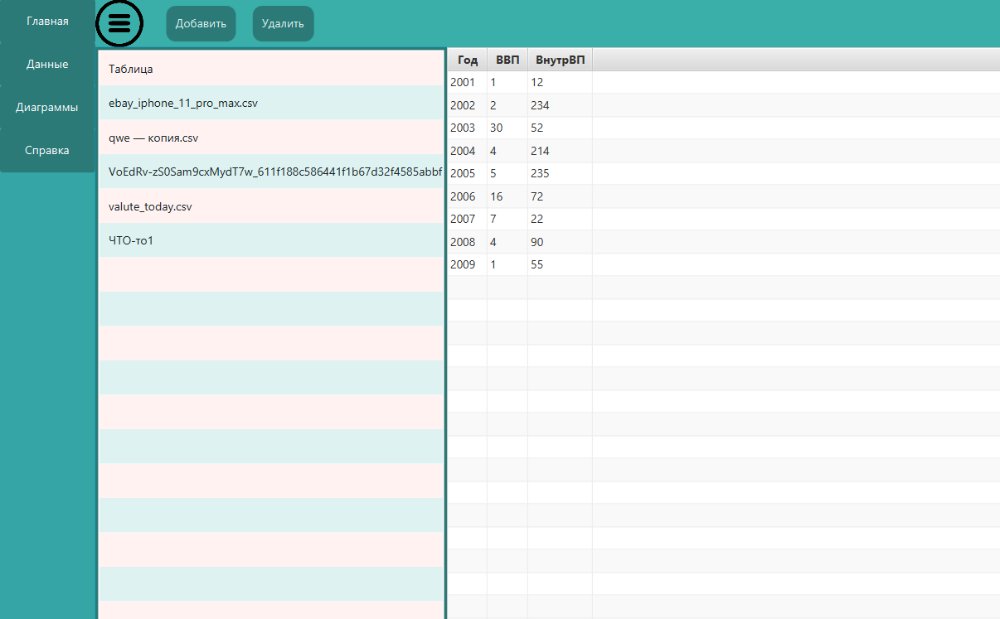 Главная
Данные
Диаграммы
Справка
Добавить Удалить
Таблица
ebay_iphone_11_pro_max.csv
qwe — копия.csv
VoEdRv-zS0Sam9cxMydT7w_611f188c586441f1b67d32f4585abbf
valute_today.csv
ЧТО-то1
Год ВВП ВнутрВП
2001 1 12
2002 2 234
2003 30 52
2004 4 214
2005 5 235
2006 16 72
2007 7 22
2008 4 90
2009 1 55